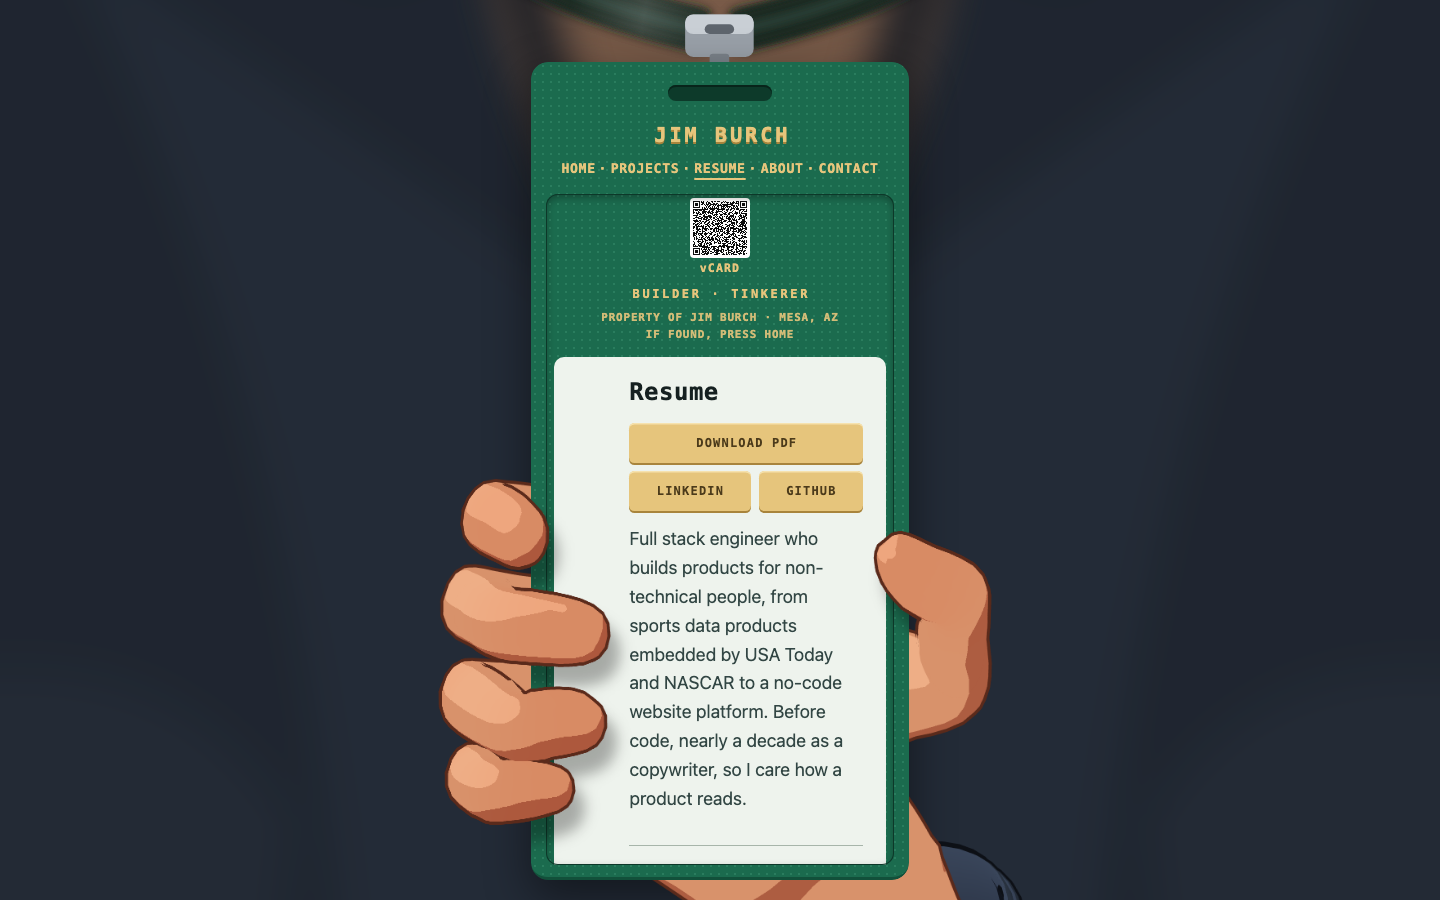 JIM BURCH
HOME · PROJECTS · RESUME · ABOUT · CONTACT
vCARD
BUILDER · TINKERER
PROPERTY OF JIM BURCH · MESA, AZ
IF FOUND, PRESS HOME
Resume
DOWNLOAD PDF
LINKEDIN GITHUB
Full stack engineer who
builds products for non-
technical people, from
sports data products
embedded by USA Today
and NASCAR to a no-code
website platform. Before
code, nearly a decade as a
copywriter, so I care how a
product reads.